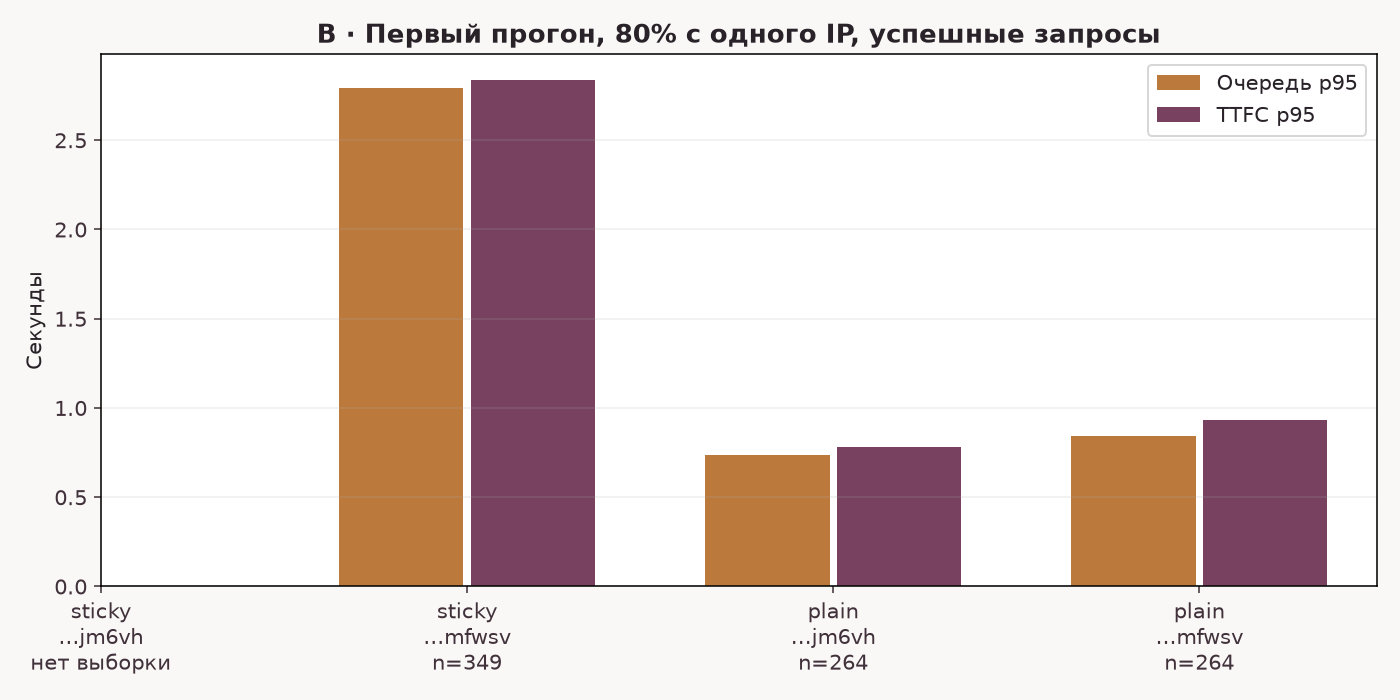 B · Первый прогон, 80% с одного IP, успешные запросы
Очередь p95
TTFC p95
Секунды
2.5
2.0
1.5
1.0
0.5
0.0
sticky
...jm6vh
нет выборки
sticky
...mfwsv
n=349
plain
...jm6vh
n=264
plain
...mfwsv
n=264